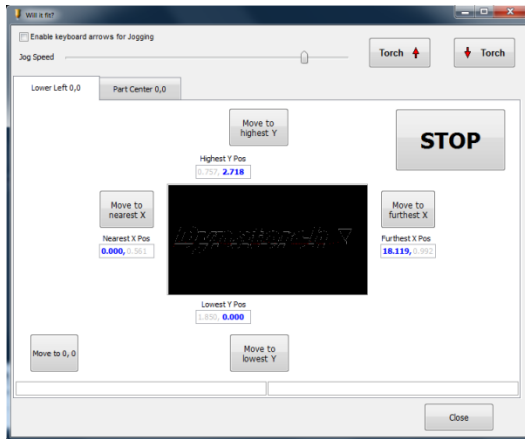 Will it fit?
Enable keyboard arrows for Jogging
Jog Speed
Torch
Torch
Lower Left 0,0
Part Center 0,0
Move to
highest Y
STOP
Highest Y Pos
0.757, 2.718
Move to
nearest X
Move to
furthest X
Nearest X Pos
0.000, 0.561
Furthest X Pos
18.119, 0.992
Lowest Y Pos
1.850, 0.000
Move to 0, 0
Move to
lowest Y
Close